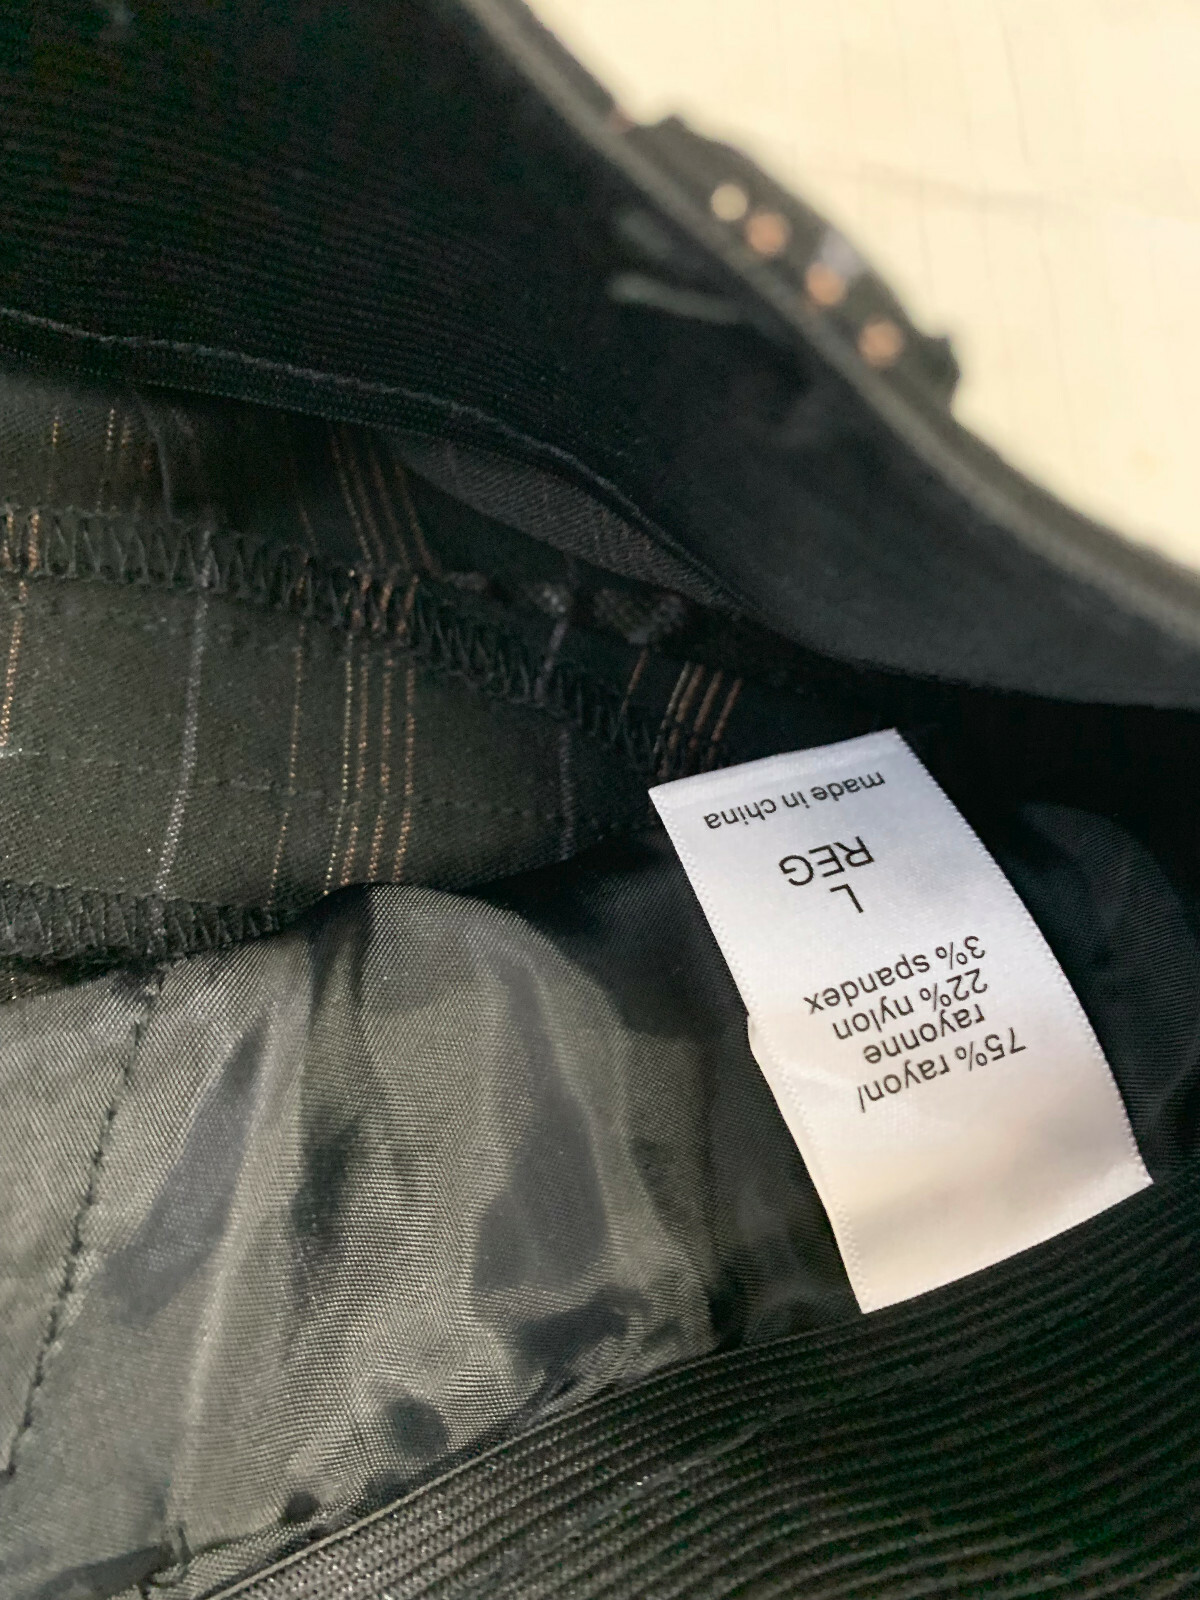 75% rayon/
rayonne
22% nylon
3% spandex
L
REG
made in china